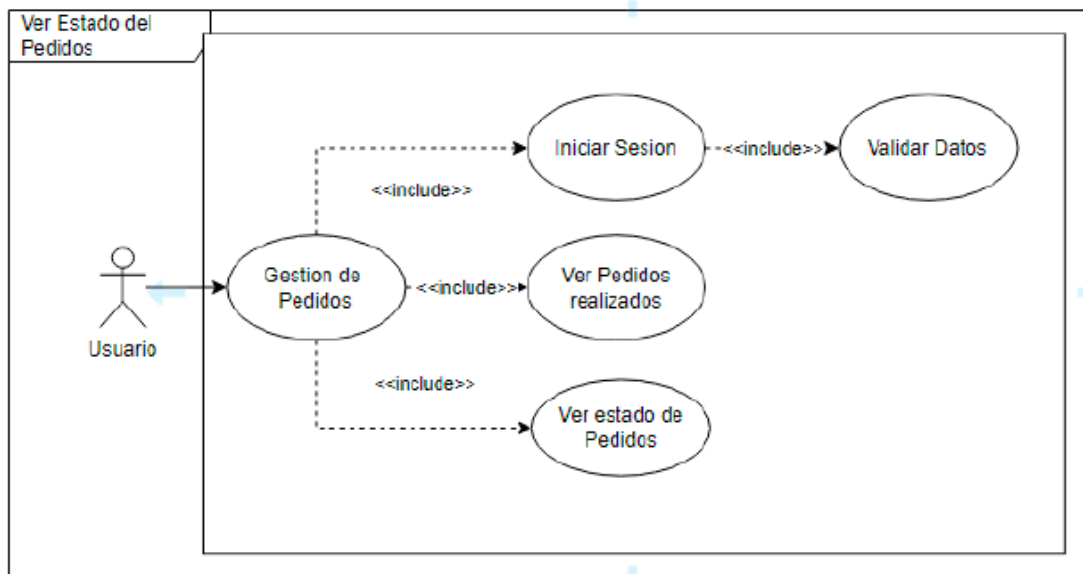 Ver Estado del
Pedidos
Iniciar Sesion
<<include>>
Validar Datos
<<include>>
Gestion de
Pedidos
<<include>>
Ver Pedidos
realizados
Usuario
<<include>>
Ver estado de
Pedidos